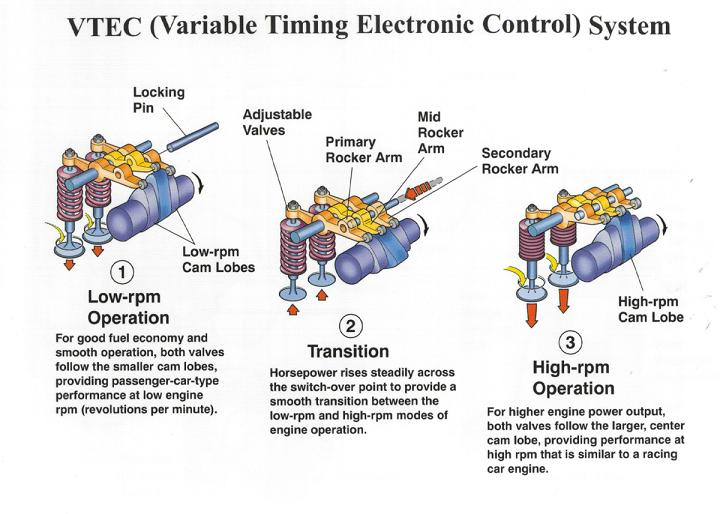 VTEC (Variable Timing Electronic Control) System
Locking
Pin
Low-rpm
Cam Lobes
1
Low-rpm
Operation
For good fuel economy and
smooth operation, both valves
follow the smaller cam lobes,
providing passenger-car-type
performance at low engine
rpm (revolutions per minute).
Adjustable
Valves
Primary
Rocker Arm
Mid
Rocker
Arm
Secondary
Rocker Arm
2
Transition
Horsepower rises steadily across
the switch-over point to provide a
smooth transition between the
low-rpm and high-rpm modes of
engine operation.
High-rpm
Cam Lobe
3
High-rpm
Operation
For higher engine power output,
both valves follow the larger, center
cam lobe, providing performance at
high rpm that is similar to a racing
car engine.